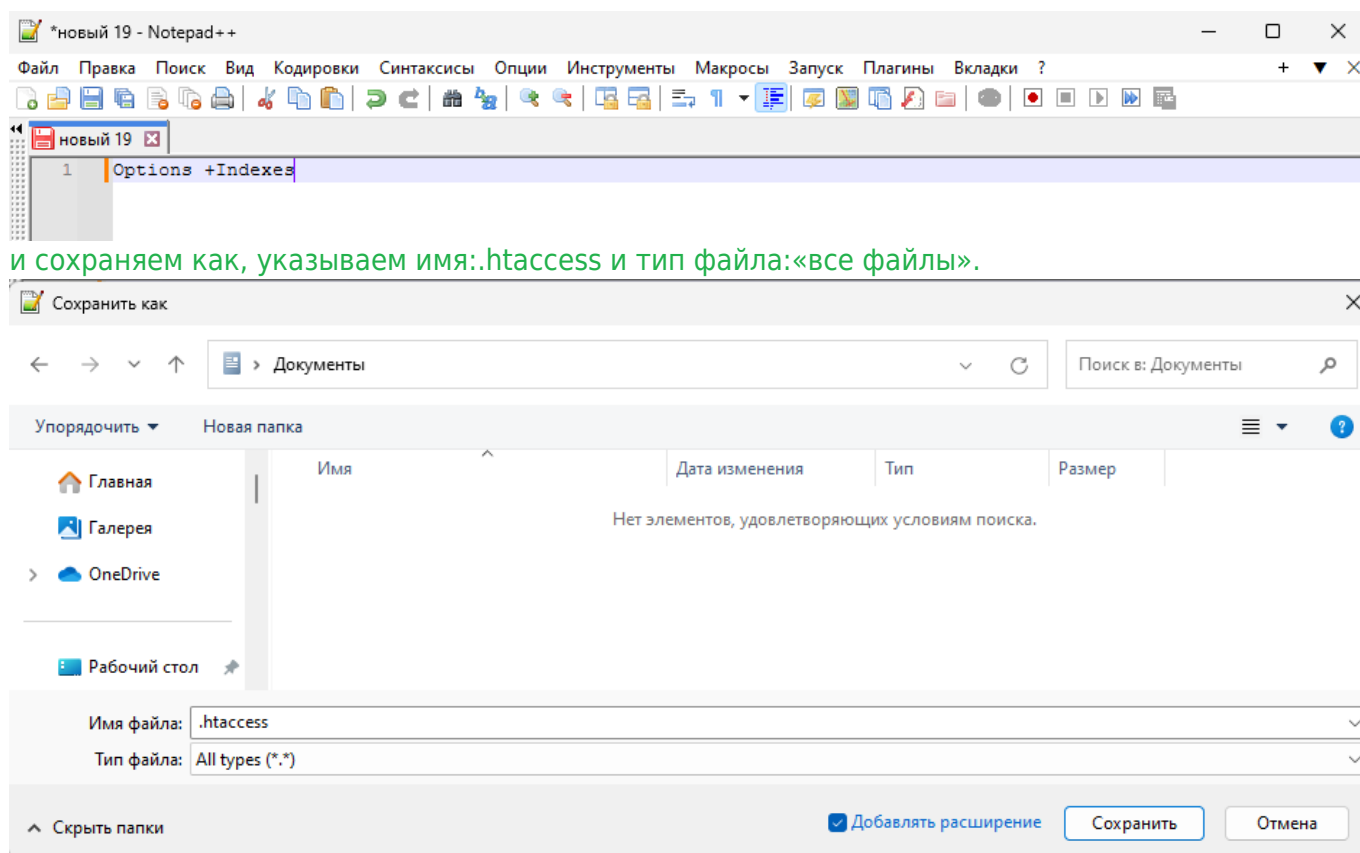 *новый 19 - Notepad++
Файл Правка Поиск Вид Кодировки Синтаксисы Опции Инструменты Макросы Запуск Плагины Вкладки ?
новый 19
1 Options +Indexes
и сохраняем как, указываем имя:.htaccess и тип файла:«все файлы».
Сохранить как
Документы
Поиск в: Документы
Упорядочить Новая папка
Имя Дата изменения Тип Размер
Главная
Нет элементов, удовлетворяющих условиям поиска.
Галерея
OneDrive
Рабочий стол
Имя файла: .htaccess
Тип файла: All types (*.*)
Скрыть папки
Добавлять расширение
Сохранить
Отмена